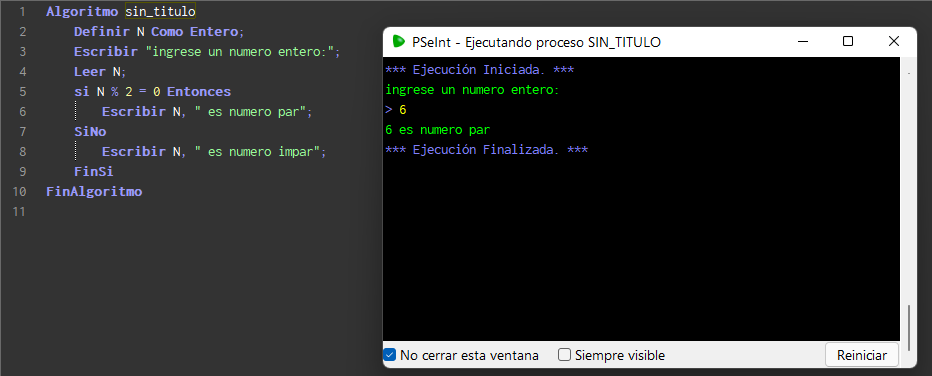 1 Algoritmo sin_titulo
2 Definir N Como Entero;
3 Escribir "ingrese un numero entero:";
4 Leer N;
5 si N % 2 = 0 Entonces
6 Escribir N, " es numero par";
7 SiNo
8 Escribir N, " es numero impar";
9 FinSi
10 FinAlgoritmo
11
PSeInt - Ejecutando proceso SIN_TITULO
*** Ejecución Iniciada. ***
ingrese un numero entero:
> 6
6 es numero par
*** Ejecución Finalizada. ***
No cerrar esta ventana Siempre visible Reiniciar